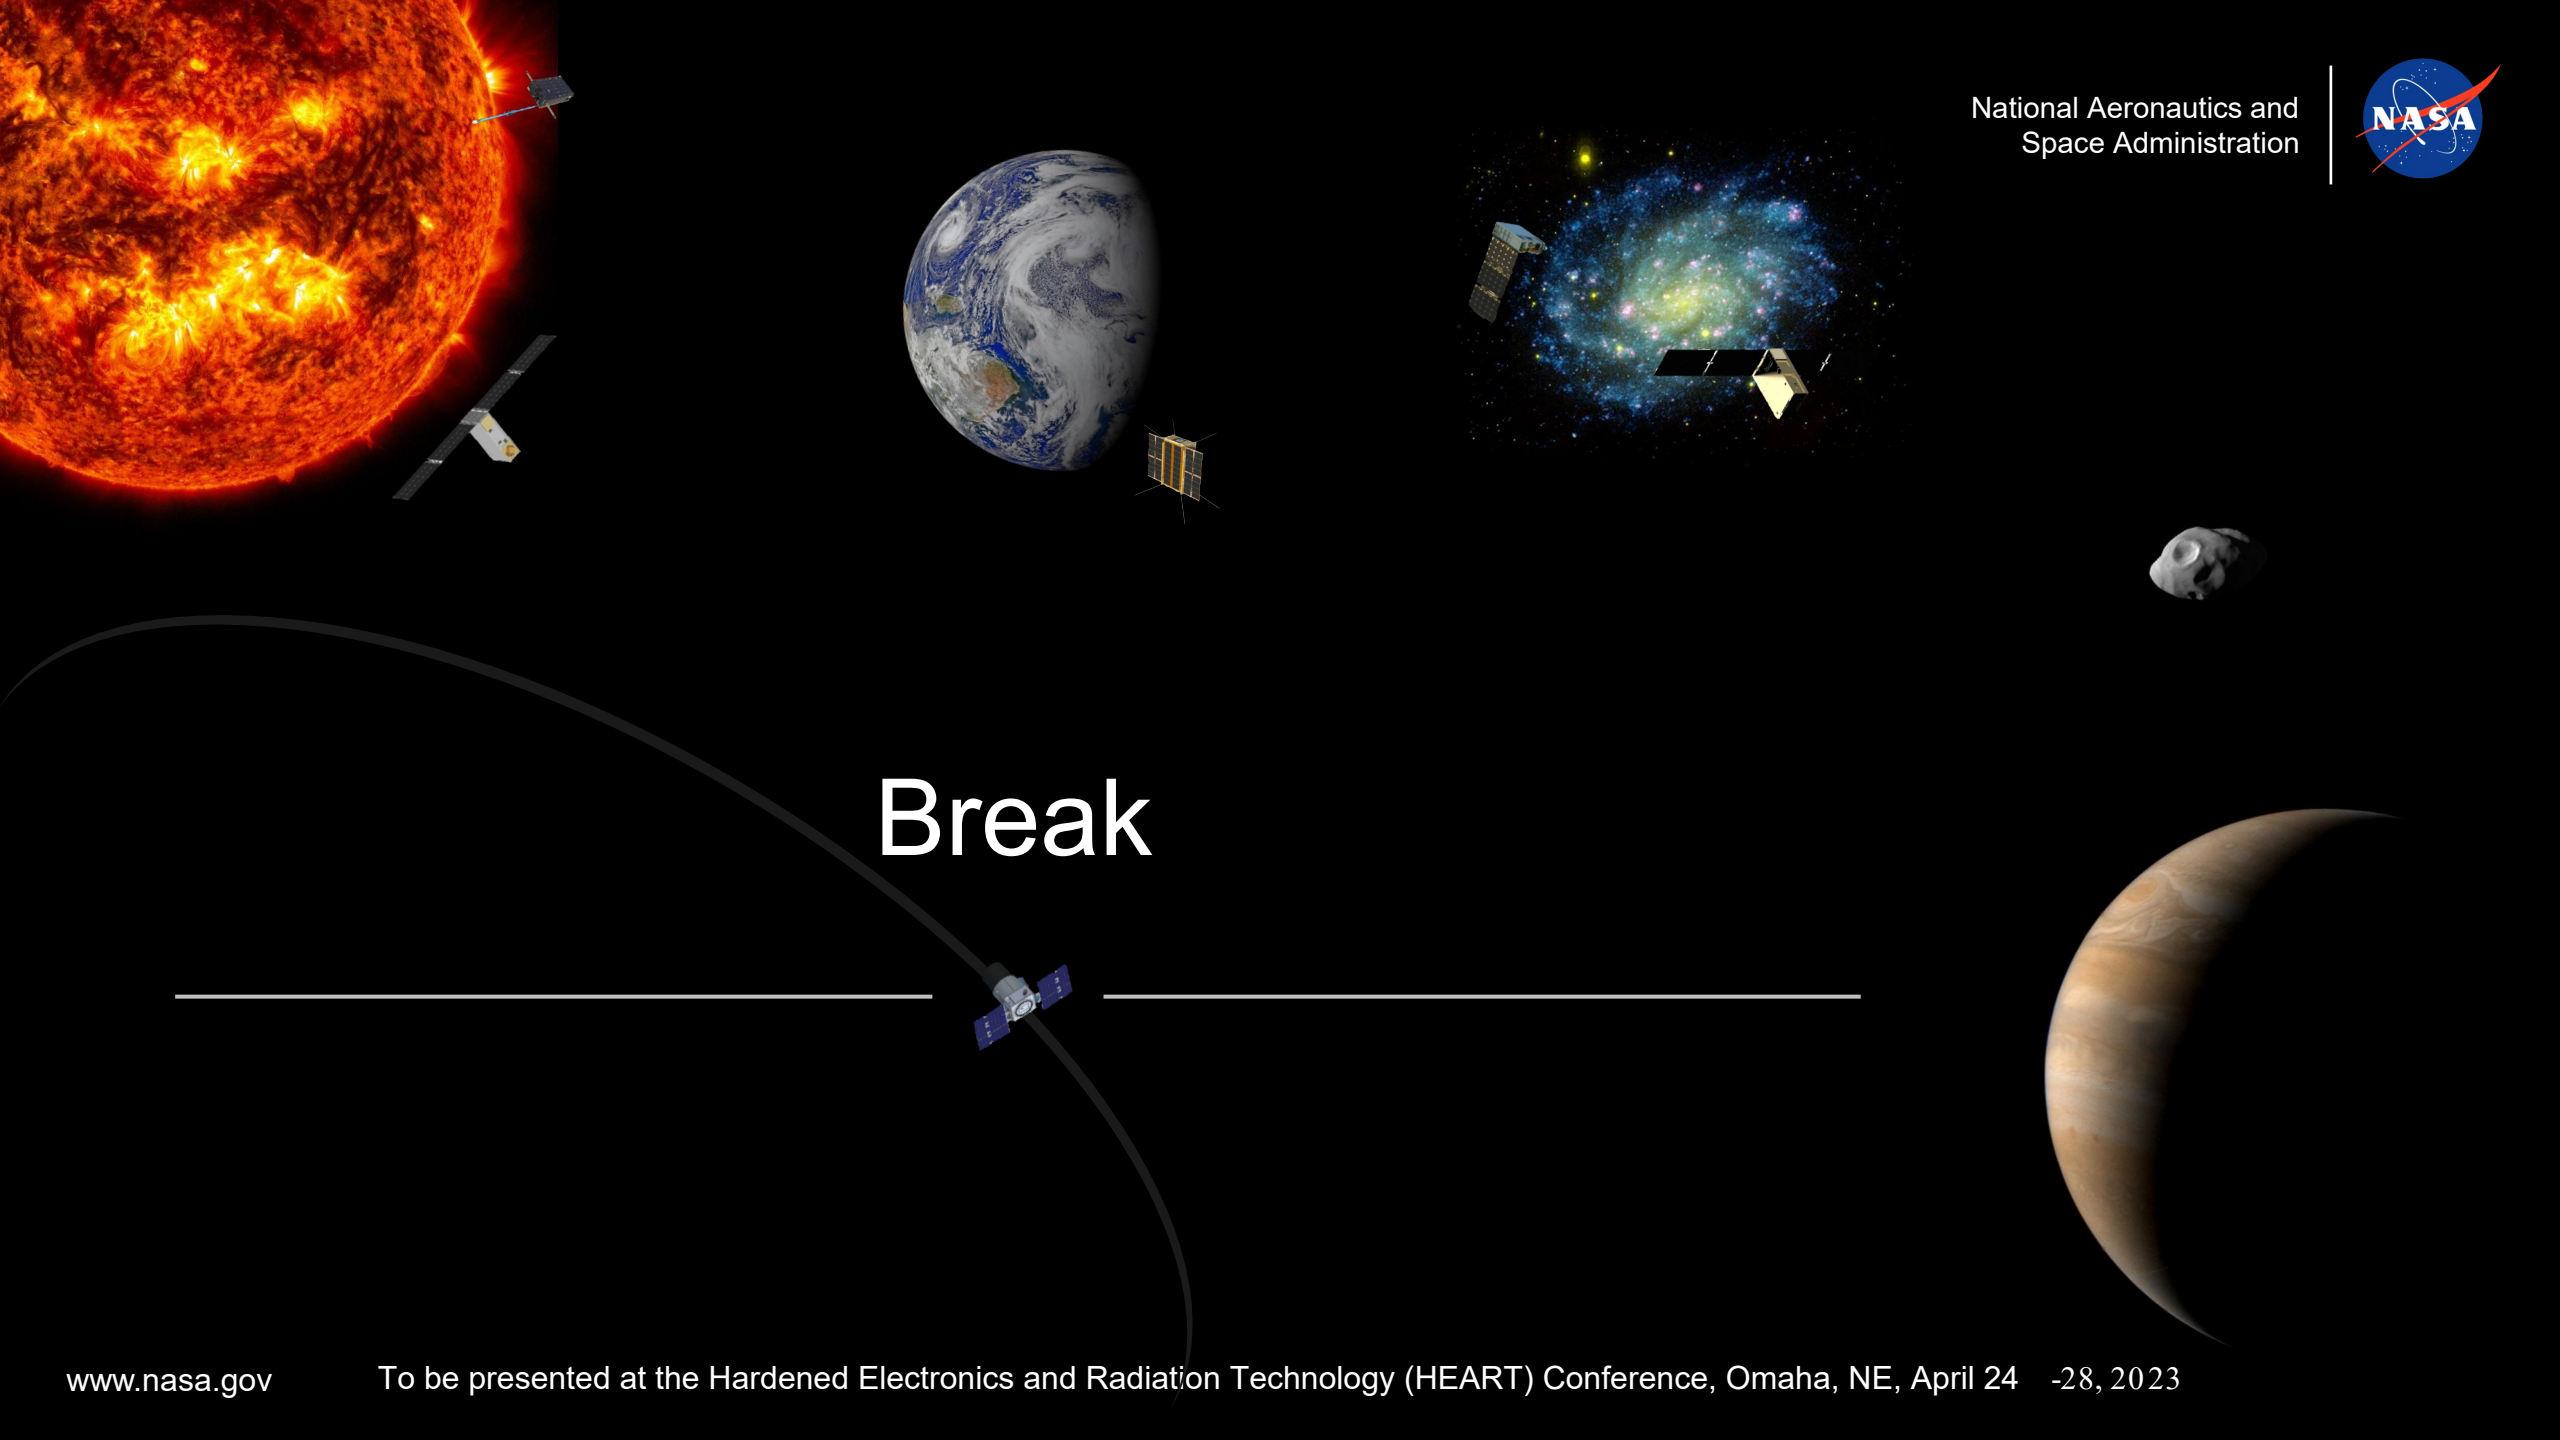 National Aeronautics and
Space Administration
NASA
Break
www.nasa.gov
To be presented at the Hardened Electronics and Radiation Technology (HEART) Conference, Omaha, NE, April 24 -28, 2023